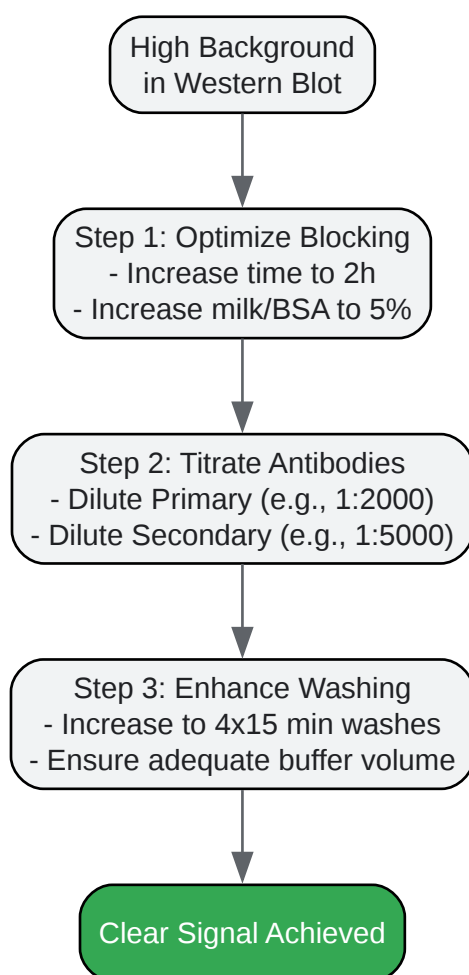 High Background
in Western Blot
Step 1: Optimize Blocking
- Increase time to 2h
- Increase milk/BSA to 5%
Step 2: Titrate Antibodies
- Dilute Primary (e.g., 1:2000)
- Dilute Secondary (e.g., 1:5000)
Step 3: Enhance Washing
- Increase to 4x15 min washes
- Ensure adequate buffer volume
Clear Signal Achieved